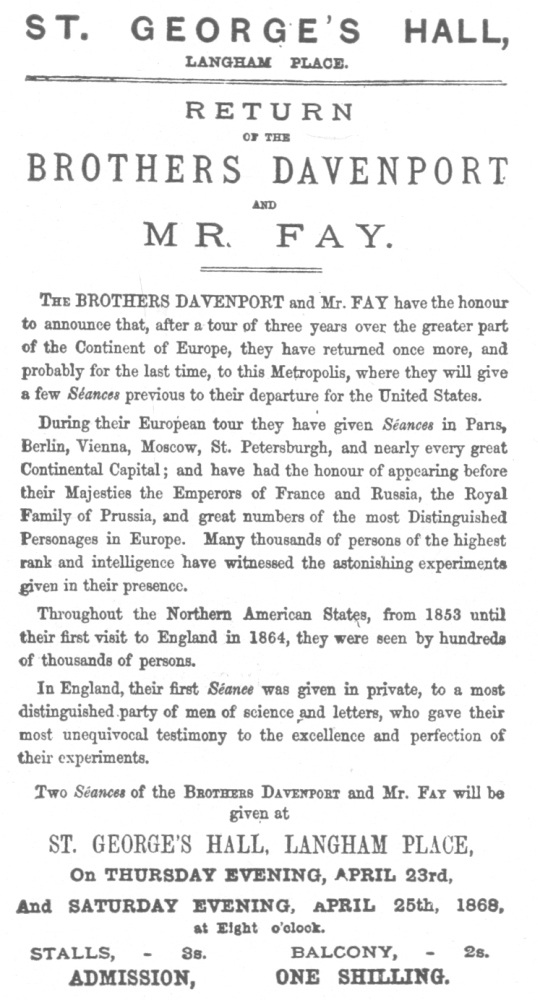 ST. GEORGE'S HALL,
LANGHAM PLACE.
RETURN
OF THE
BROTHERS DAVENPORT
AND
MR. FAY.
THE BROTHERS DAVENPORT and Mr. FAY have the honour
to announce that, after a tour of three years over the greater part
of the Continent of Europe, they have returned once more, and
probably for the last time, to this Metropolis, where they will give
a few Séances previous to their departure for the United States.
During their European tour they have given Séances in Paris,
Berlin, Vienna, Moscow, St. Petersburgh, and nearly every great
Continental Capital; and have had the honour of appearing before
their Majesties the Emperors of France and Russia, the Royal
Family of Prussia, and great numbers of the most Distinguished
Personages in Europe. Many thousands of persons of the highest
rank and intelligence have witnessed the astonishing experiments
given in their presence.
Throughout the Northern American States, from 1853 until
their first visit to England in 1864, they were seen by hundreds
of thousands of persons.
In England, their first Séance was given in private, to a most
distinguished party of men of science and letters, who gave their
most unequivocal testimony to the excellence and perfection of
their experiments.
Two Séances of the BROTHERS DAVENPORT and Mr. FAY will be
given at
ST. GEORGE'S HALL, LANGHAM PLACE,
On THURSDAY EVENING, APRIL 23rd,
And SATURDAY EVENING, APRIL 25th, 1868,
at Eight o'clock.
STALLS, - 3s. BALCONY, - 2s.
ADMISSION, ONE SHILLING.